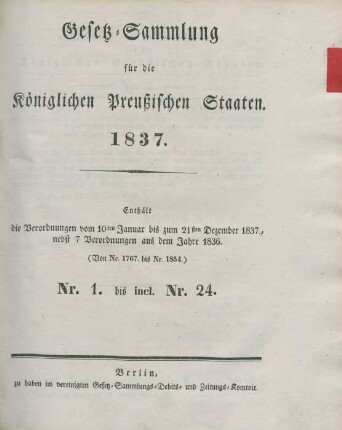 Gesetz-Sammlung
für die
Königlichen Preußischen Staaten.
1837.
Enthält
die Verordnungen vom 10ten Januar bis zum 21sten Dezember 1837.,
nebst 7 Verordnungen aus dem Jahre 1836.
(Von Nr. 1767. bis Nr. 1854.)
Nr. 1. bis incl. Nr. 24.
Berlin,
zu haben im vereinigten Gesetz-Sammlungs-Debits- und Zeitungs-Komtoir.